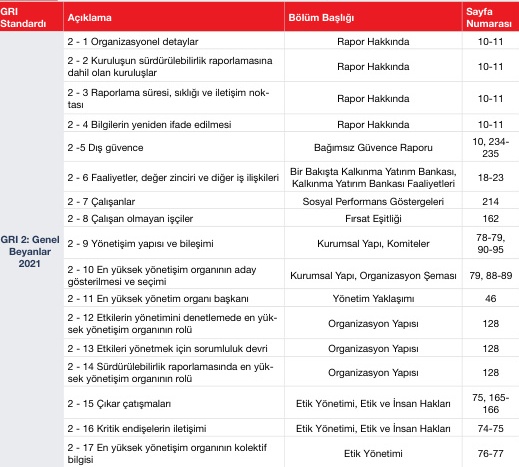 GRI Standardı Açıklama Bölüm Başlığı Sayfa Numarası
GRI 2: Genel Beyanlar 2021
2 - 1 Organizasyonel detaylar Rapor Hakkında 10-11
2 - 2 Kuruluşun sürdürülebilirlik raporlamasına
dahil olan kuruluşlar Rapor Hakkında 10-11
2 - 3 Raporlama süresi, sıklığı ve iletişim nok-
tası Rapor Hakkında 10-11
2 - 4 Bilgilerin yeniden ifade edilmesi Rapor Hakkında 10-11
2 -5 Dış güvence Bağımsız Güvence Raporu 10, 234-
235
2 - 6 Faaliyetler, değer zinciri ve diğer iş ilişkileri Bir Bakışta Kalkınma Yatırım Bankası,
Kalkınma Yatırım Bankası Faaliyetleri 18-23
2 - 7 Çalışanlar Sosyal Performans Göstergeleri 214
2 - 8 Çalışan olmayan işçiler Fırsat Eşitliği 162
2 - 9 Yönetişim yapısı ve bileşimi Kurumsal Yapı, Komiteler 78-79,
90-95
2 - 10 En yüksek yönetişim organının aday
gösterilmesi ve seçimi Kurumsal Yapı, Organizasyon Şeması 79, 88-89
2 - 11 En yüksek yönetim organı başkanı Yönetim Yaklaşımı 46
2 - 12 Etkilerin yönetimini denetlemede en yük-
sek yönetişim organının rolü Organizasyon Yapısı 128
2 - 13 Etkileri yönetmek için sorumluluk devri Organizasyon Yapısı 128
2 - 14 Sürdürülebilirlik raporlamasında en yük-
sek yönetişim organının rolü Organizasyon Yapısı 128
2 - 15 Çıkar çatışmaları Etik Yönetimi, Etik ve İnsan Hakları 75, 165-
166
2 - 16 Kritik endişelerin iletişimi Etik Yönetimi, Etik ve İnsan Hakları 74-75
2 - 17 En yüksek yönetişim organının kolektif
bilgisi Etik Yönetimi 76-77